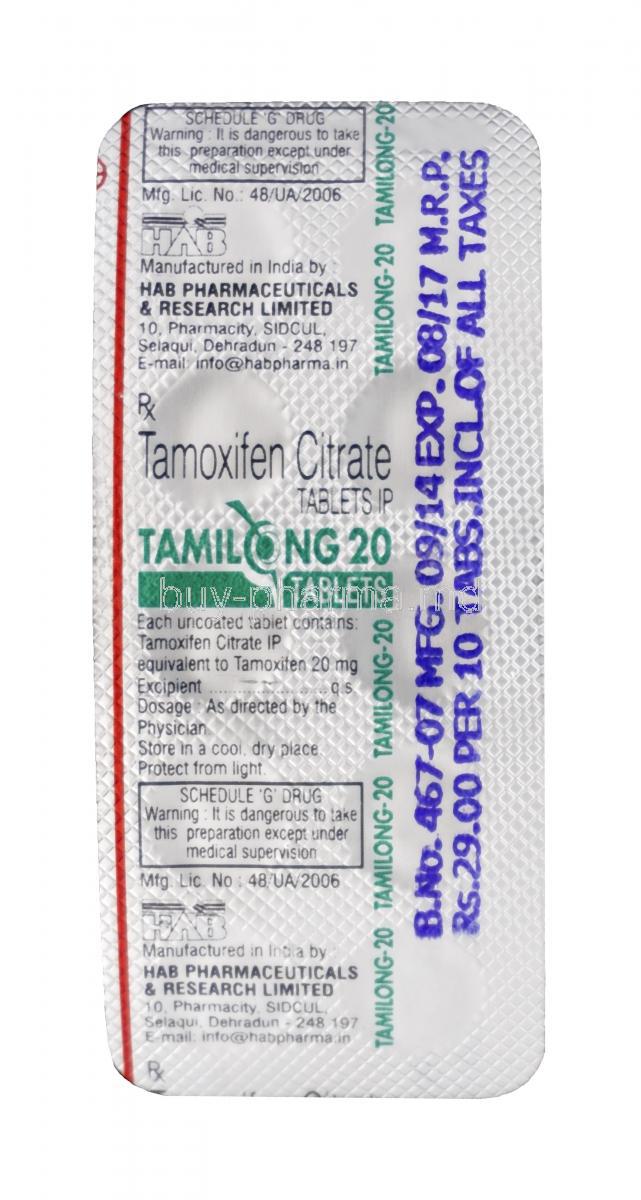 SCHEDULE 'G' DRUG
Warning : It is dangerous to take
this preparation except under
medical supervision
Mfg. Lic. No.: 48/UA/2006
HAB
Manufactured in India by :
HAB PHARMACEUTICALS
& RESEARCH LIMITED
10, Pharmacity, SIDCUL,
Selaqui, Dehradun - 248 197
E-mail: info@habpharma.in
Rx
Tamoxifen Citrate
TABLETS IP
TAMILONG 20
TABLETS
buy-pharma.md
Each uncoated tablet contains:
Tamoxifen Citrate IP
equivalent to Tamoxifen 20 mg
Excipient ........................ q.s.
Dosage : As directed by the
Physician.
Store in a cool, dry place.
Protect from light.
SCHEDULE 'G' DRUG
Warning : It is dangerous to take
this preparation except under
medical supervision
Mfg. Lic. No : 48/UA/2006
HAB
Manufactured in India by :
HAB PHARMACEUTICALS
& RESEARCH LIMITED
10, Pharmacity, SIDCUL,
Selaqui, Dehradun - 248 197
E-mail: info@habpharma.in
Rx
TAMILONG-20
TAMILONG-20
TAMILONG-20
TAMILONG-20
TAMILONG-20
B.No. 467-07 MFG. 09/14 EXP. 08/17 M.R.P.
Rs.29.00 PER 10 TABS.INCL.OF ALL TAXES